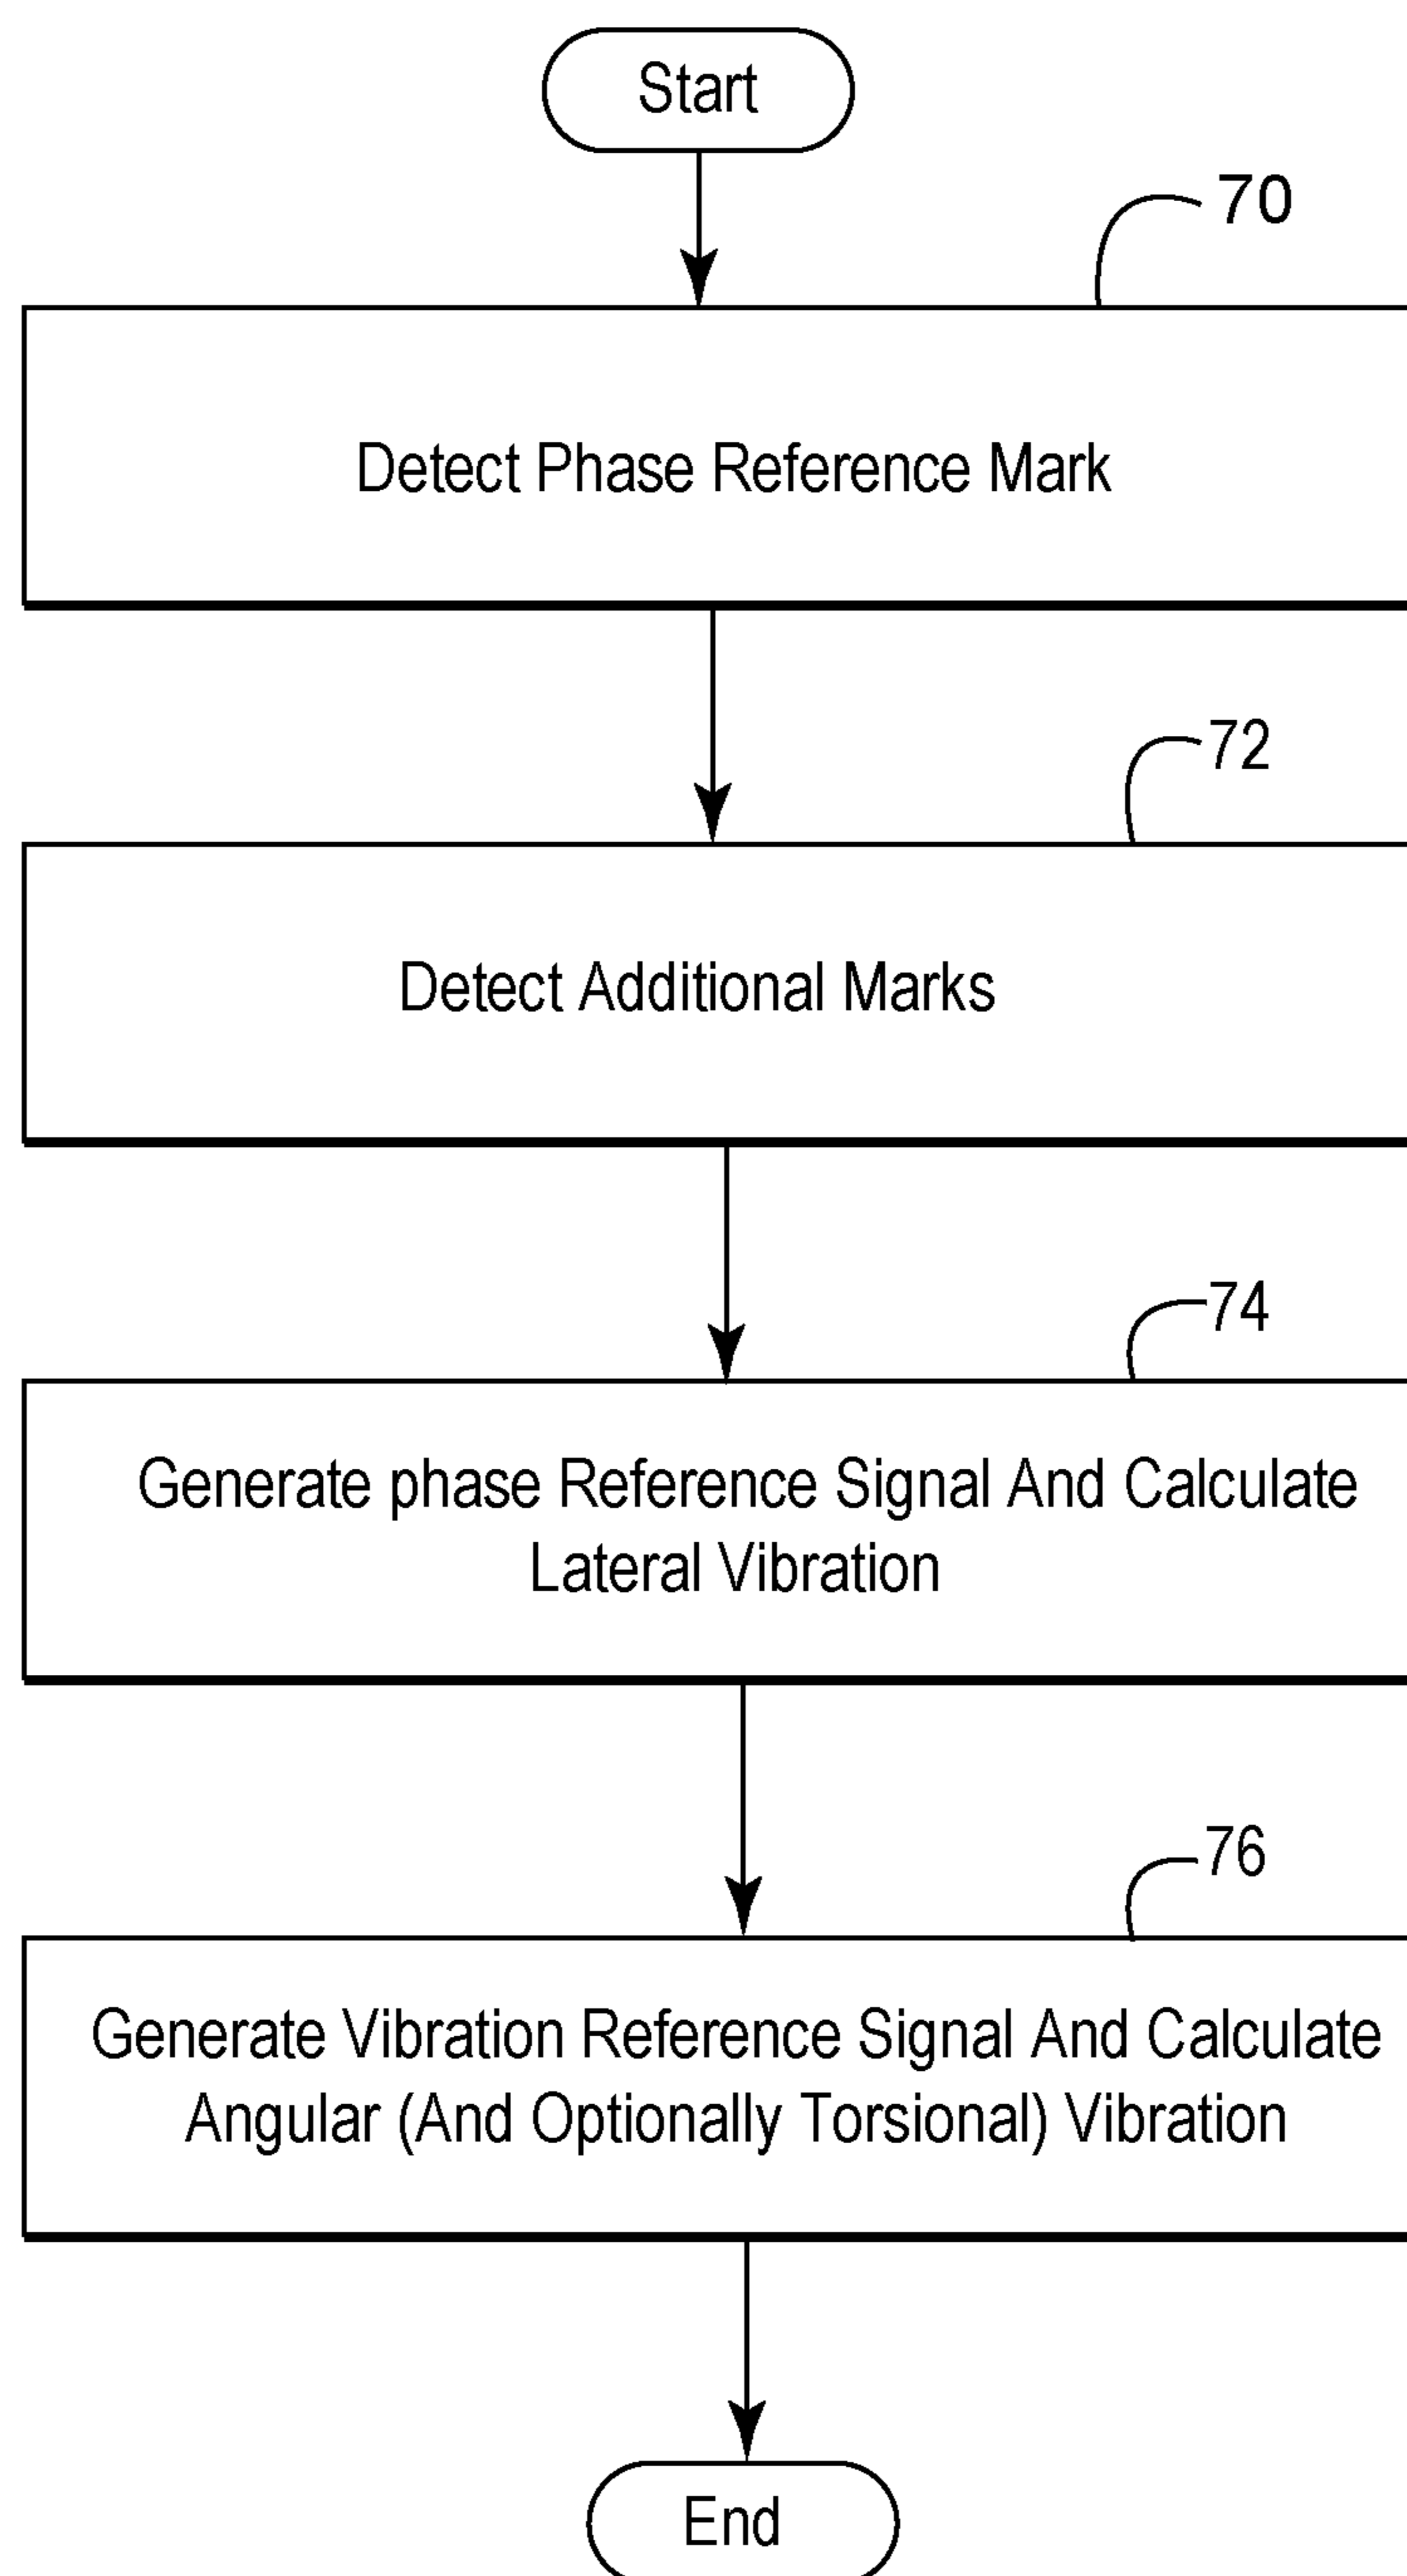 Start
70
Detect Phase Reference Mark
72
Detect Additional Marks
74
Generate phase Reference Signal And Calculate
Lateral Vibration
76
Generate Vibration Reference Signal And Calculate
Angular (And Optionally Torsional) Vibration
End